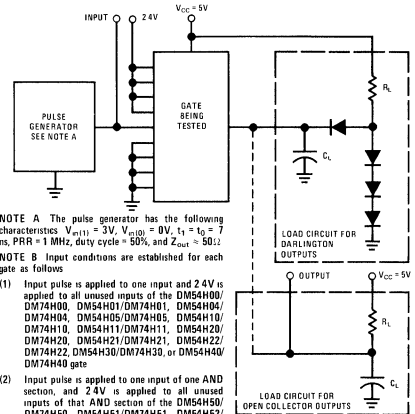 INPUT
2 4V
VCC = 5V
PULSE
GENERATOR
SEE NOTE A
GATE
BEING
TESTED
RL
CL
LOAD CIRCUIT FOR
DARLINGTON
OUTPUTS
NOTE A The pulse generator has the following
characteristics Vin(1) = 3V, Vin(0) = 0V, t1 = t0 = 7
ns, PRR = 1 MHz, duty cycle = 50%, and Zout ≈ 50Ω
NOTE B Input conditions are established for each
gate as follows
(1) Input pulse is applied to one input and 2 4V is
applied to all unused inputs of the DM54H00/
DM74H00, DM54H01/DM74H01, DM54H04/
DM74H04, DM54H05/DM74H05, DM54H10/
DM74H10, DM54H11/DM74H11, DM54H20/
DM74H20, DM54H21/DM74H21, DM54H22/
DM74H22, DM54H30/DM74H30, or DM54H40/
DM74H40 gate
(2) Input pulse is applied to one input of one AND
section, and 2 4V is applied to all unused
inputs of that AND section of the DM54H50/
DM74H50, DM54H51/DM74H51, DM54H52/
OUTPUT
VCC = 5V
RL
CL
LOAD CIRCUIT FOR
OPEN COLLECTOR OUTPUTS